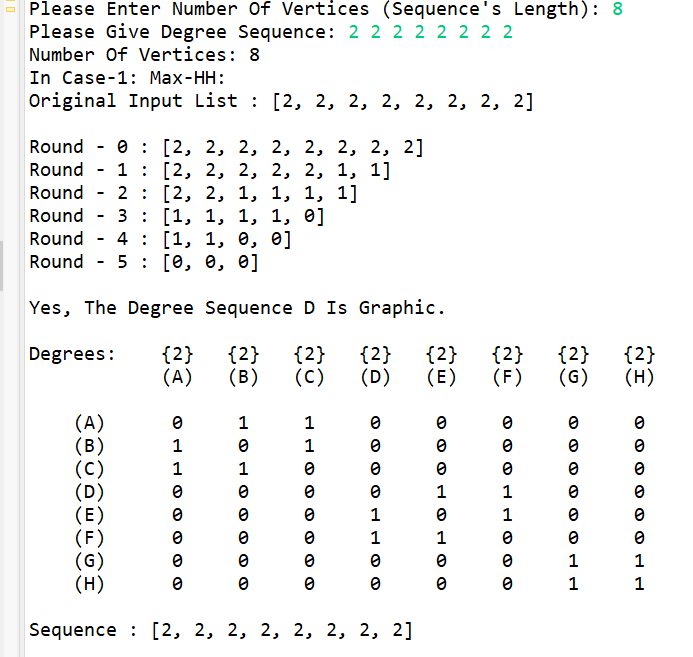 Please Enter Number Of Vertices (Sequence's Length): 8
Please Give Degree Sequence: 2 2 2 2 2 2 2 2
Number Of Vertices: 8
In Case-1: Max-HH:
Original Input List : [2, 2, 2, 2, 2, 2, 2, 2]
Round - 0 : [2, 2, 2, 2, 2, 2, 2, 2]
Round - 1 : [2, 2, 2, 2, 2, 1, 1]
Round - 2 : [2, 2, 1, 1, 1, 1]
Round - 3 : [1, 1, 1, 1, 0]
Round - 4 : [1, 1, 0, 0]
Round - 5 : [0, 0, 0]
Yes, The Degree Sequence D Is Graphic.
Degrees: {2} {2} {2} {2} {2} {2} {2} {2}
(A) (B) (C) (D) (E) (F) (G) (H)
(A) 0 1 1 0 0 0 0 0
(B) 1 0 1 0 0 0 0 0
(C) 1 1 0 0 0 0 0 0
(D) 0 0 0 0 1 1 0 0
(E) 0 0 0 1 0 1 0 0
(F) 0 0 0 1 1 0 0 0
(G) 0 0 0 0 0 0 1 1
(H) 0 0 0 0 0 0 1 1
Sequence : [2, 2, 2, 2, 2, 2, 2, 2]